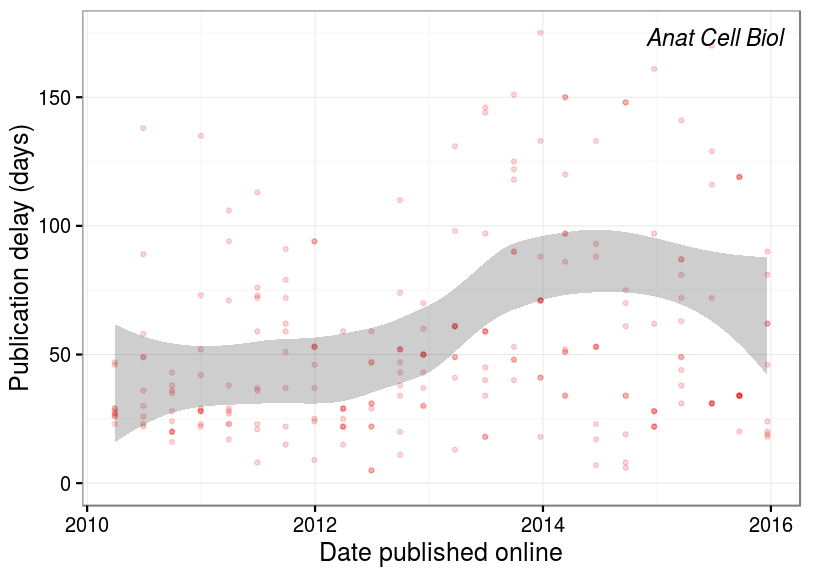 Anat Cell Biol
Publication delay (days)
150
100
50
0
2010 2012 2014 2016
Date published online